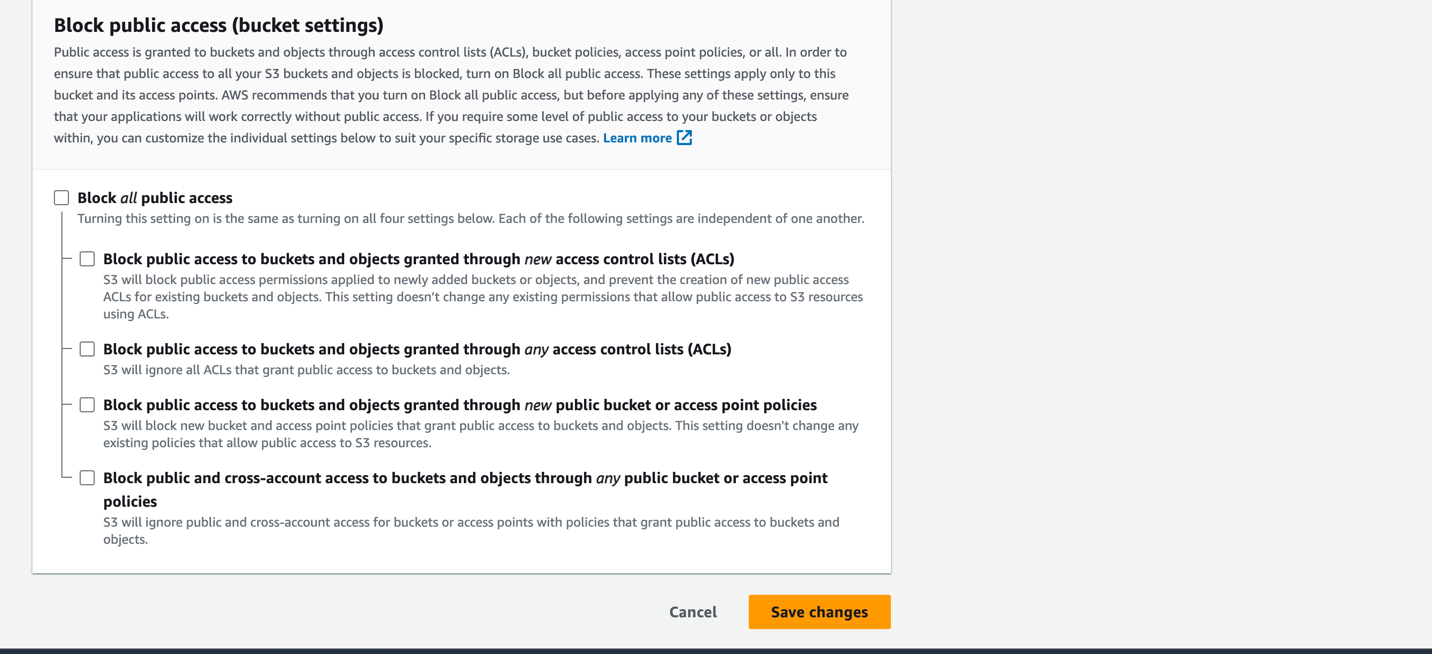 Block public access (bucket settings)
Public access is granted to buckets and objects through access control lists (ACLs), bucket policies, access point policies, or all. In order to
ensure that public access to all your S3 buckets and objects is blocked, turn on Block all public access. These settings apply only to this
bucket and its access points. AWS recommends that you turn on Block all public access, but before applying any of these settings, ensure
that your applications will work correctly without public access. If you require some level of public access to your buckets or objects
within, you can customize the individual settings below to suit your specific storage use cases. Learn more
Block all public access
Turning this setting on is the same as turning on all four settings below. Each of the following settings are independent of one another.
Block public access to buckets and objects granted through new access control lists (ACLs)
S3 will block public access permissions applied to newly added buckets or objects, and prevent the creation of new public access
ACLs for existing buckets and objects. This setting doesn't change any existing permissions that allow public access to S3 resources
using ACLs.
Block public access to buckets and objects granted through any access control lists (ACLs)
S3 will ignore all ACLs that grant public access to buckets and objects.
Block public access to buckets and objects granted through new public bucket or access point policies
S3 will block new bucket and access point policies that grant public access to buckets and objects. This setting doesn't change any
existing policies that allow public access to S3 resources.
Block public and cross-account access to buckets and objects through any public bucket or access point
policies
S3 will ignore public and cross-account access for buckets or access points with policies that grant public access to buckets and
objects.
Cancel
Save changes